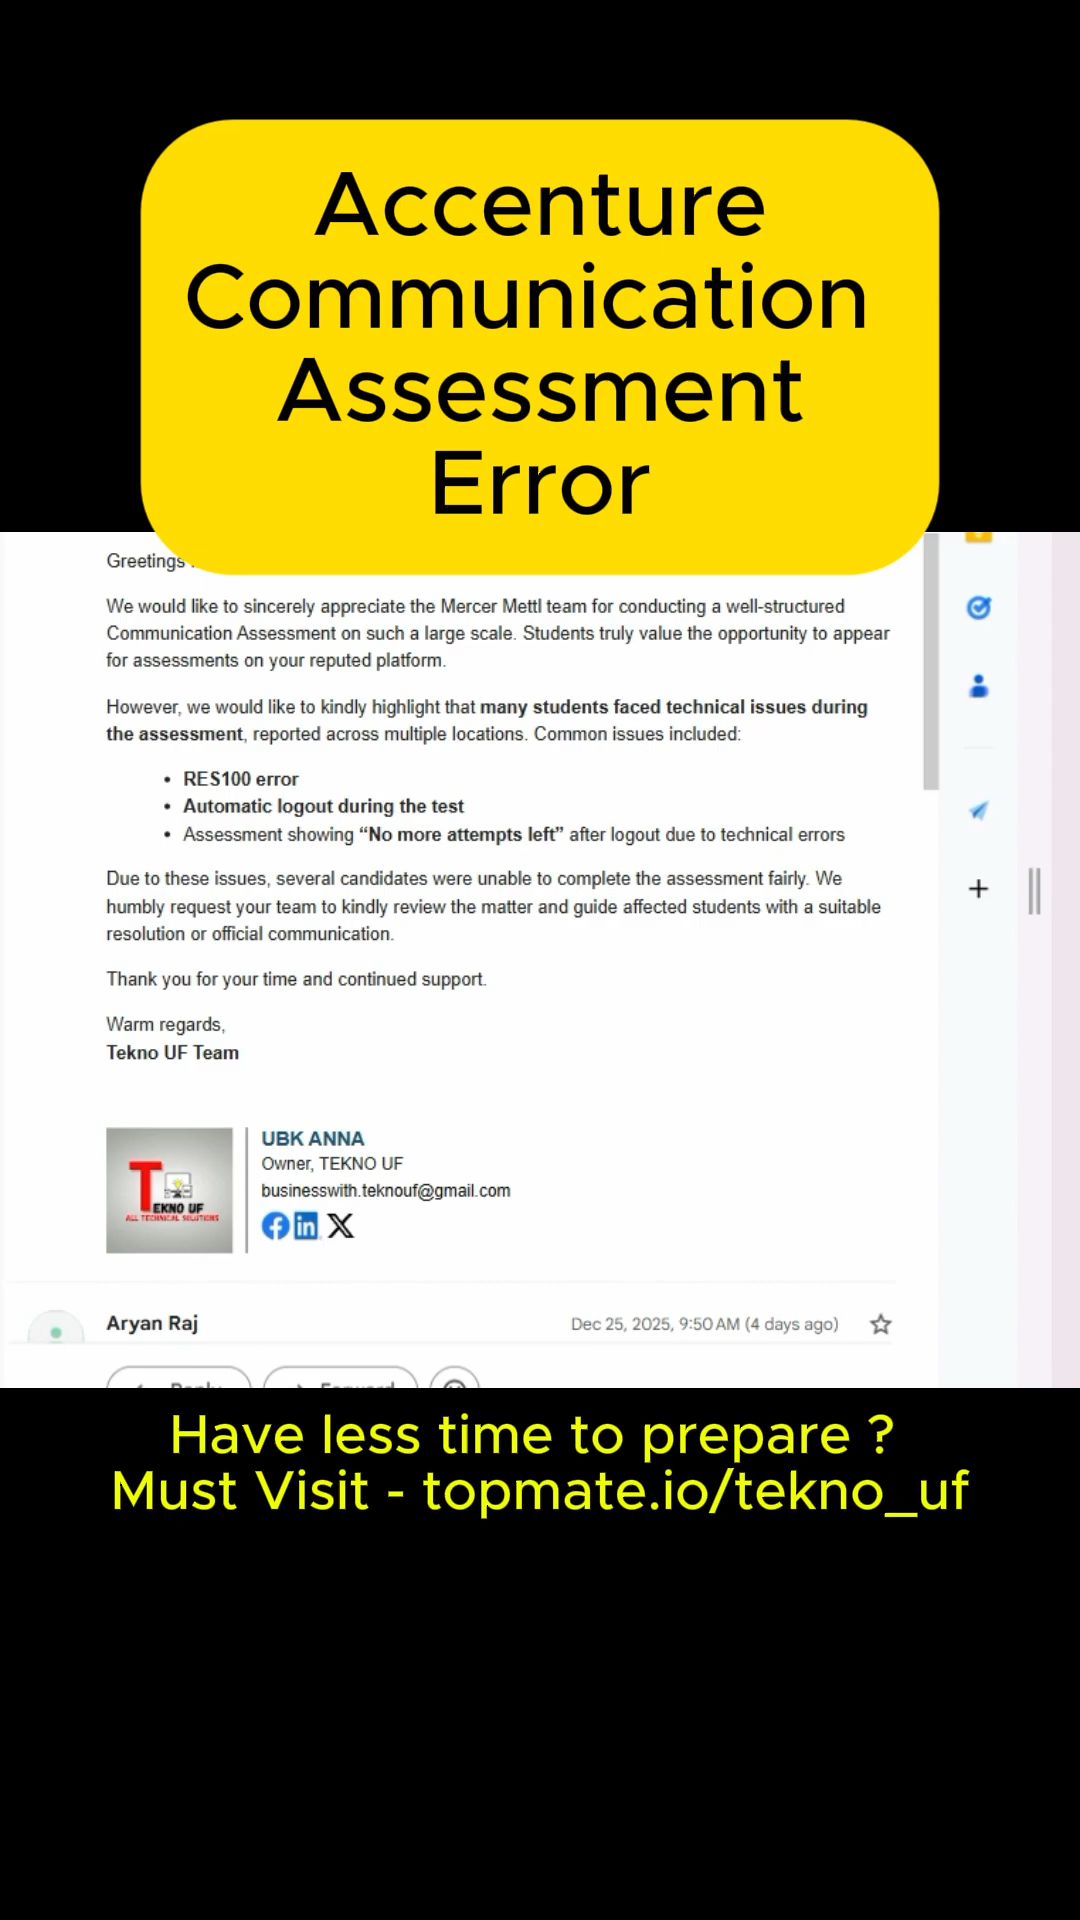 Accenture
Communication
Assessment
Error
Greetings
We would like to sincerely appreciate the Mercer Mettl team for conducting a well-structured
Communication Assessment on such a large scale. Students truly value the opportunity to appear
for assessments on your reputed platform.
However, we would like to kindly highlight that many students faced technical issues during
the assessment, reported across multiple locations. Common issues included:
• RES100 error
• Automatic logout during the test
• Assessment showing “No more attempts left” after logout due to technical errors
Due to these issues, several candidates were unable to complete the assessment fairly. We
humbly request your team to kindly review the matter and guide affected students with a suitable
resolution or official communication.
Thank you for your time and continued support.
Warm regards,
Tekno UF Team
TEKNO UF
ALL TECHNICAL SOLUTIONS
UBK ANNA
Owner, TEKNO UF
businesswith.teknouf@gmail.com
Aryan Raj
Dec 25, 2025, 9:50 AM (4 days ago)
Reply
Forward
Have less time to prepare ?
Must Visit - topmate.io/tekno_uf